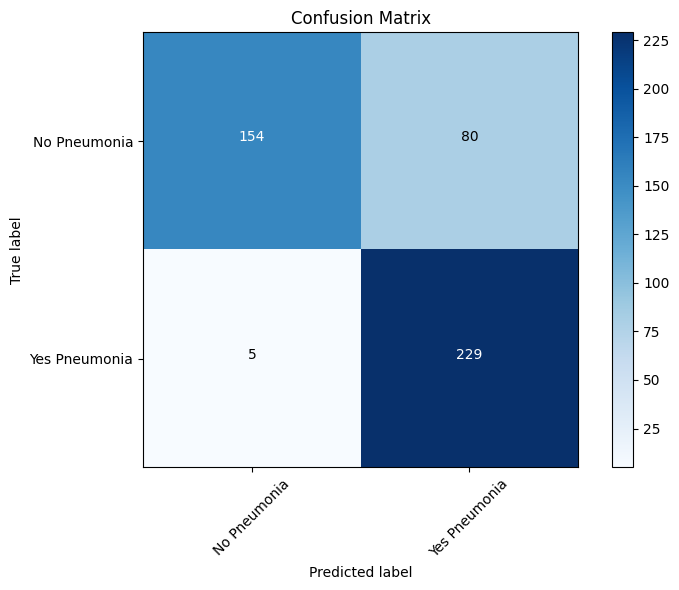 Confusion Matrix
True label
No Pneumonia
Yes Pneumonia
154
80
5
229
No Pneumonia
Yes Pneumonia
Predicted label
225
200
175
150
125
100
75
50
25